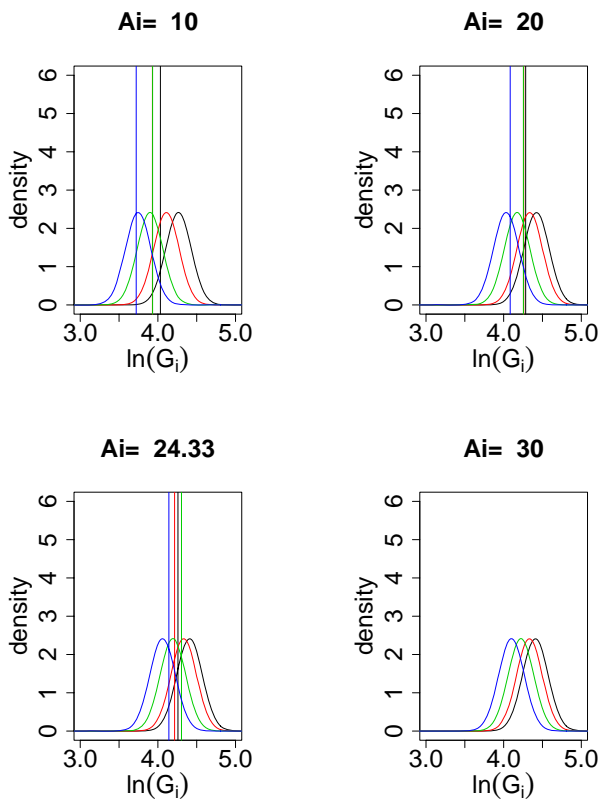 Ai= 10
Ai= 20
density
0 1 2 3 4 5 6
3.0 4.0 5.0
ln(Gi)
density
0 1 2 3 4 5 6
3.0 4.0 5.0
ln(Gi)
Ai= 24.33
Ai= 30
density
0 1 2 3 4 5 6
3.0 4.0 5.0
ln(Gi)
density
0 1 2 3 4 5 6
3.0 4.0 5.0
ln(Gi)